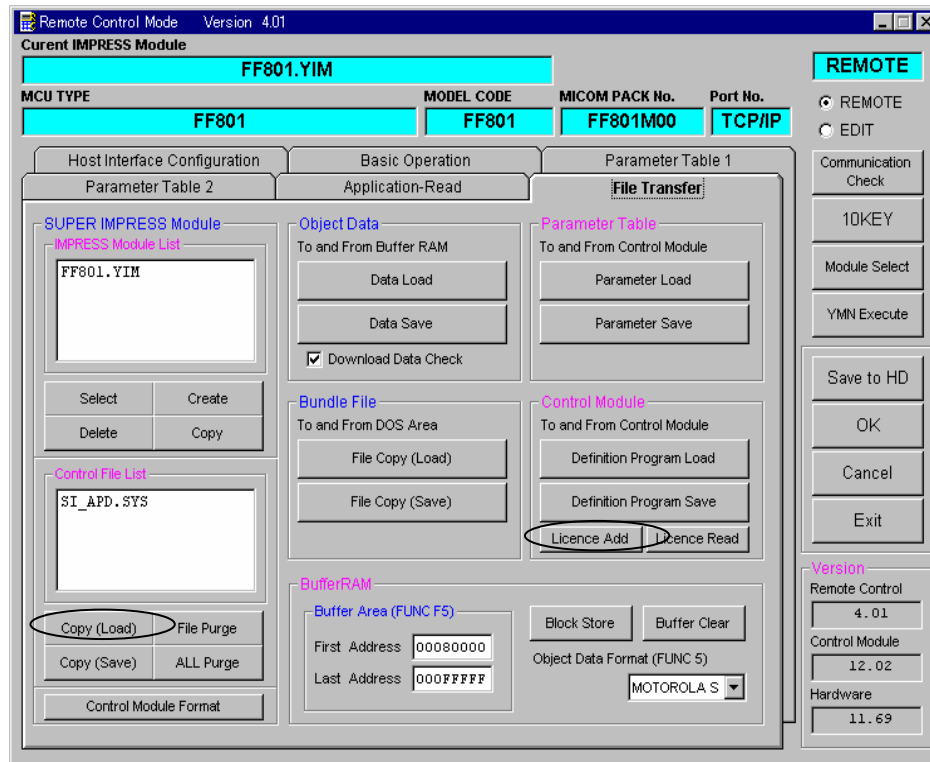 Remote Control Mode Version 4.01
Curent IMPRESS Module
FF801.YIM
REMOTE
MCU TYPE
MODEL CODE
MICOM PACK No.
Port No.
FF801
FF801
FF801M00
TCP/IP
REMOTE
EDIT
Host Interface Configuration
Basic Operation
Parameter Table 1
Parameter Table 2
Application-Read
File Transfer
SUPER IMPRESS Module
IMPRESS Module List
FF801.YIM
Select
Create
Delete
Copy
Control File List
SI_APD.SYS
Copy (Load)
File Purge
Copy (Save)
ALL Purge
Control Module Format
Object Data
To and From Buffer RAM
Data Load
Data Save
Download Data Check
Bundle File
To and From DOS Area
File Copy (Load)
File Copy (Save)
Parameter Table
To and From Control Module
Parameter Load
Parameter Save
Control Module
To and From Control Module
Definition Program Load
Definition Program Save
Licence Add
Licence Read
BufferRAM
Buffer Area (FUNC F5)
First Address
00080000
Last Address
000FFFFF
Block Store
Buffer Clear
Object Data Format (FUNC 5)
MOTOROLA S
Communication
Check
10KEY
Module Select
YMN Execute
Save to HD
OK
Cancel
Exit
Version
Remote Control
4.01
Control Module
12.02
Hardware
11.69